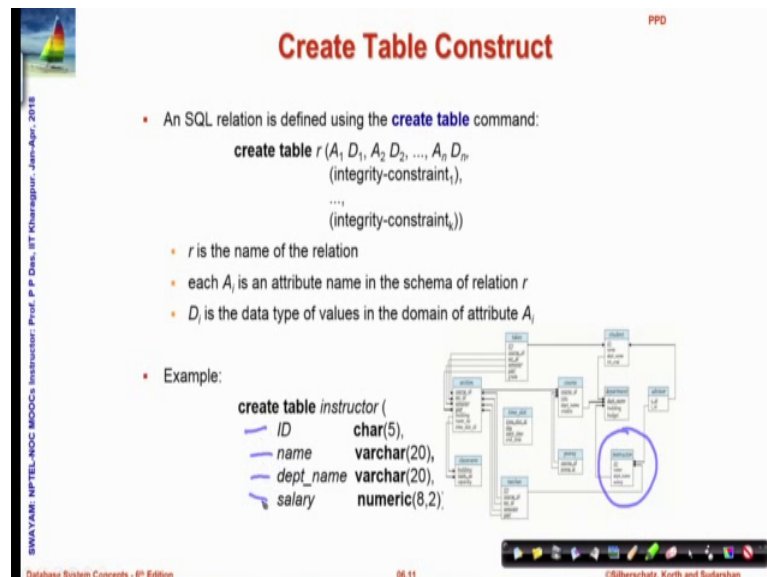 PPD
Create Table Construct
SWAYAM: NPTEL-NOC MOOCs Instructor: Prof. P P Das, IIT Kharagpur. Jan-Apr, 2018
An SQL relation is defined using the create table command:
create table r (A1 D1, A2 D2, ..., An Dn,
(integrity-constraint1),
...,
(integrity-constraintk))
r is the name of the relation
each Ai is an attribute name in the schema of relation r
Di is the data type of values in the domain of attribute Ai
Example:
create table instructor (
ID char(5),
name varchar(20),
dept_name varchar(20),
salary numeric(8,2)
Database System Concepts - 6th Edition
06.11
©Silberschatz, Korth and Sudarshan